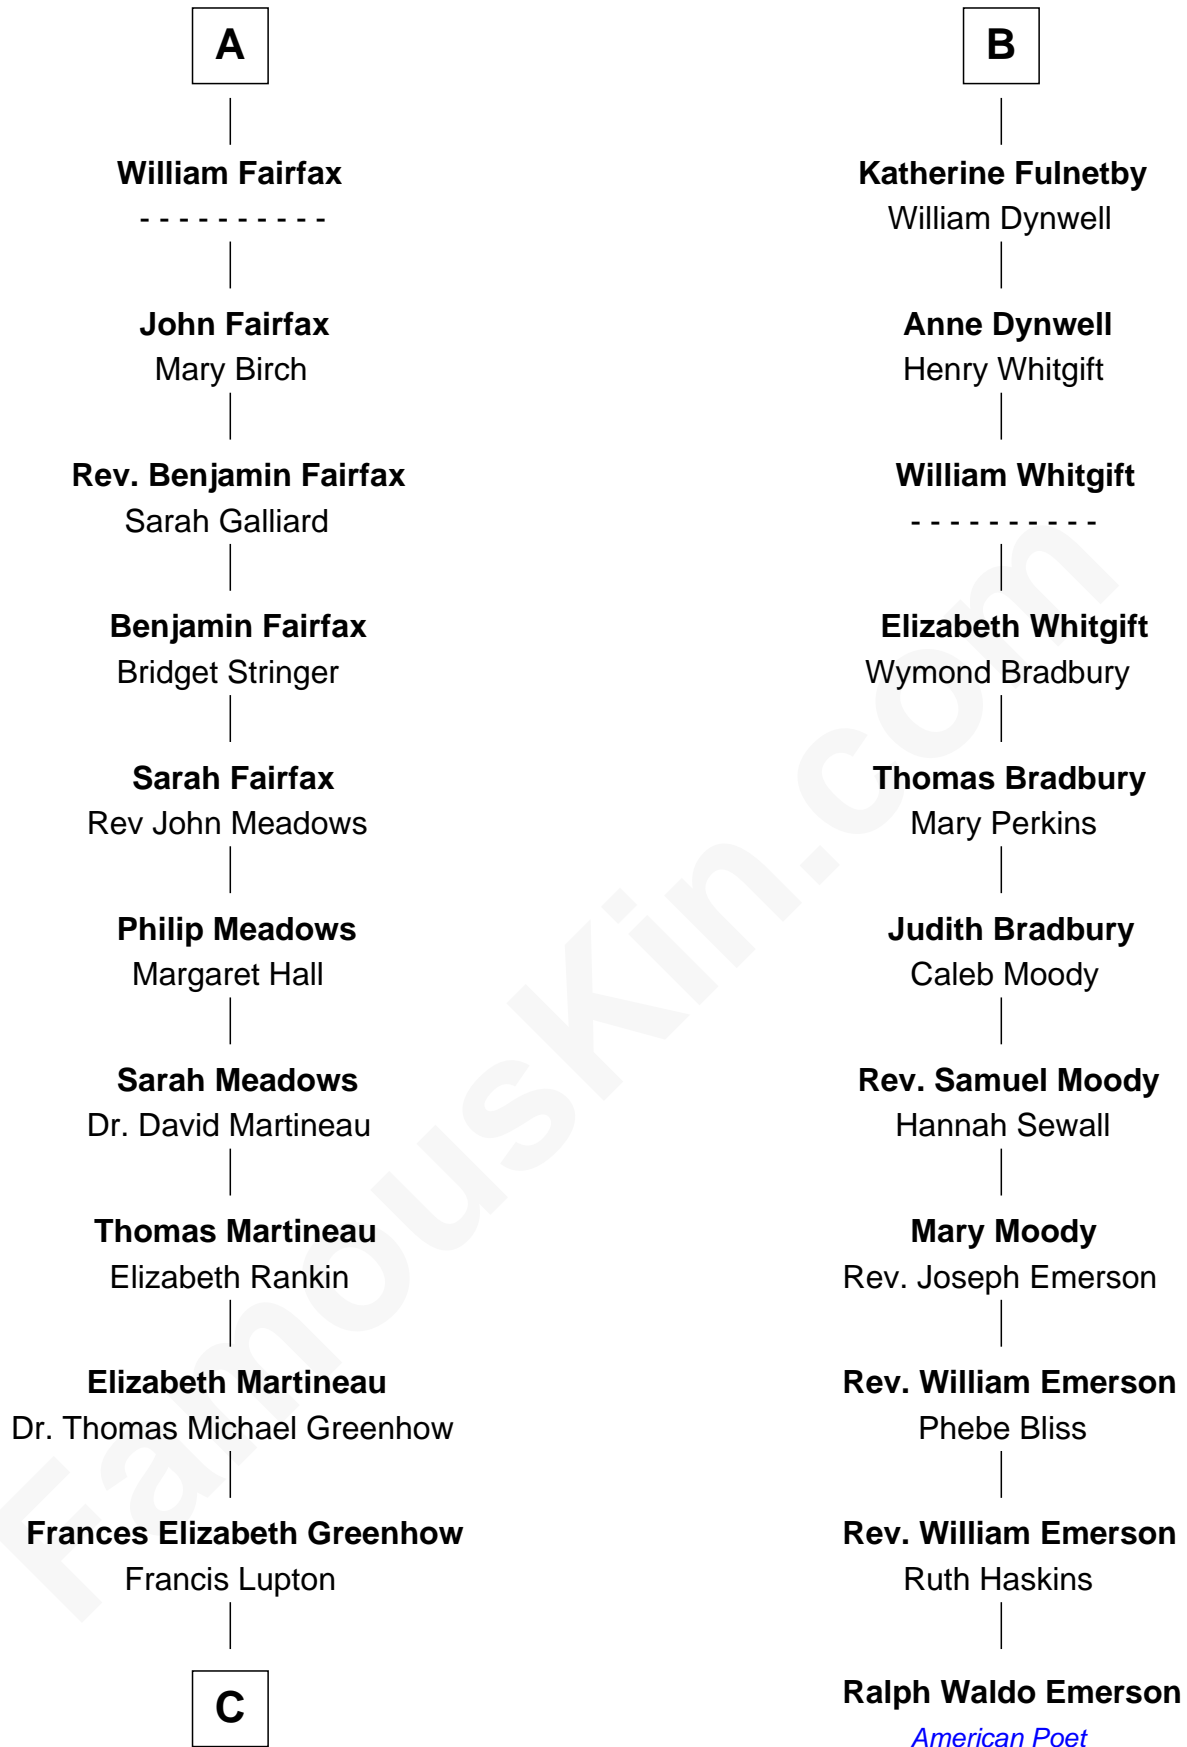 A
William Fairfax
- - - - - - - - - -
John Fairfax
Mary Birch
Rev. Benjamin Fairfax
Sarah Galliard
Benjamin Fairfax
Bridget Stringer
Sarah Fairfax
Rev John Meadows
Philip Meadows
Margaret Hall
Sarah Meadows
Dr. David Martineau
Thomas Martineau
Elizabeth Rankin
Elizabeth Martineau
Dr. Thomas Michael Greenhow
Frances Elizabeth Greenhow
Francis Lupton
C
B
Katherine Fulnetby
William Dynwell
Anne Dynwell
Henry Whitgift
William Whitgift
- - - - - - - - - -
Elizabeth Whitgift
Wymond Bradbury
Thomas Bradbury
Mary Perkins
Judith Bradbury
Caleb Moody
Rev. Samuel Moody
Hannah Sewall
Mary Moody
Rev. Joseph Emerson
Rev. William Emerson
Phebe Bliss
Rev. William Emerson
Ruth Haskins
Ralph Waldo Emerson
American Poet
FamousKin.com